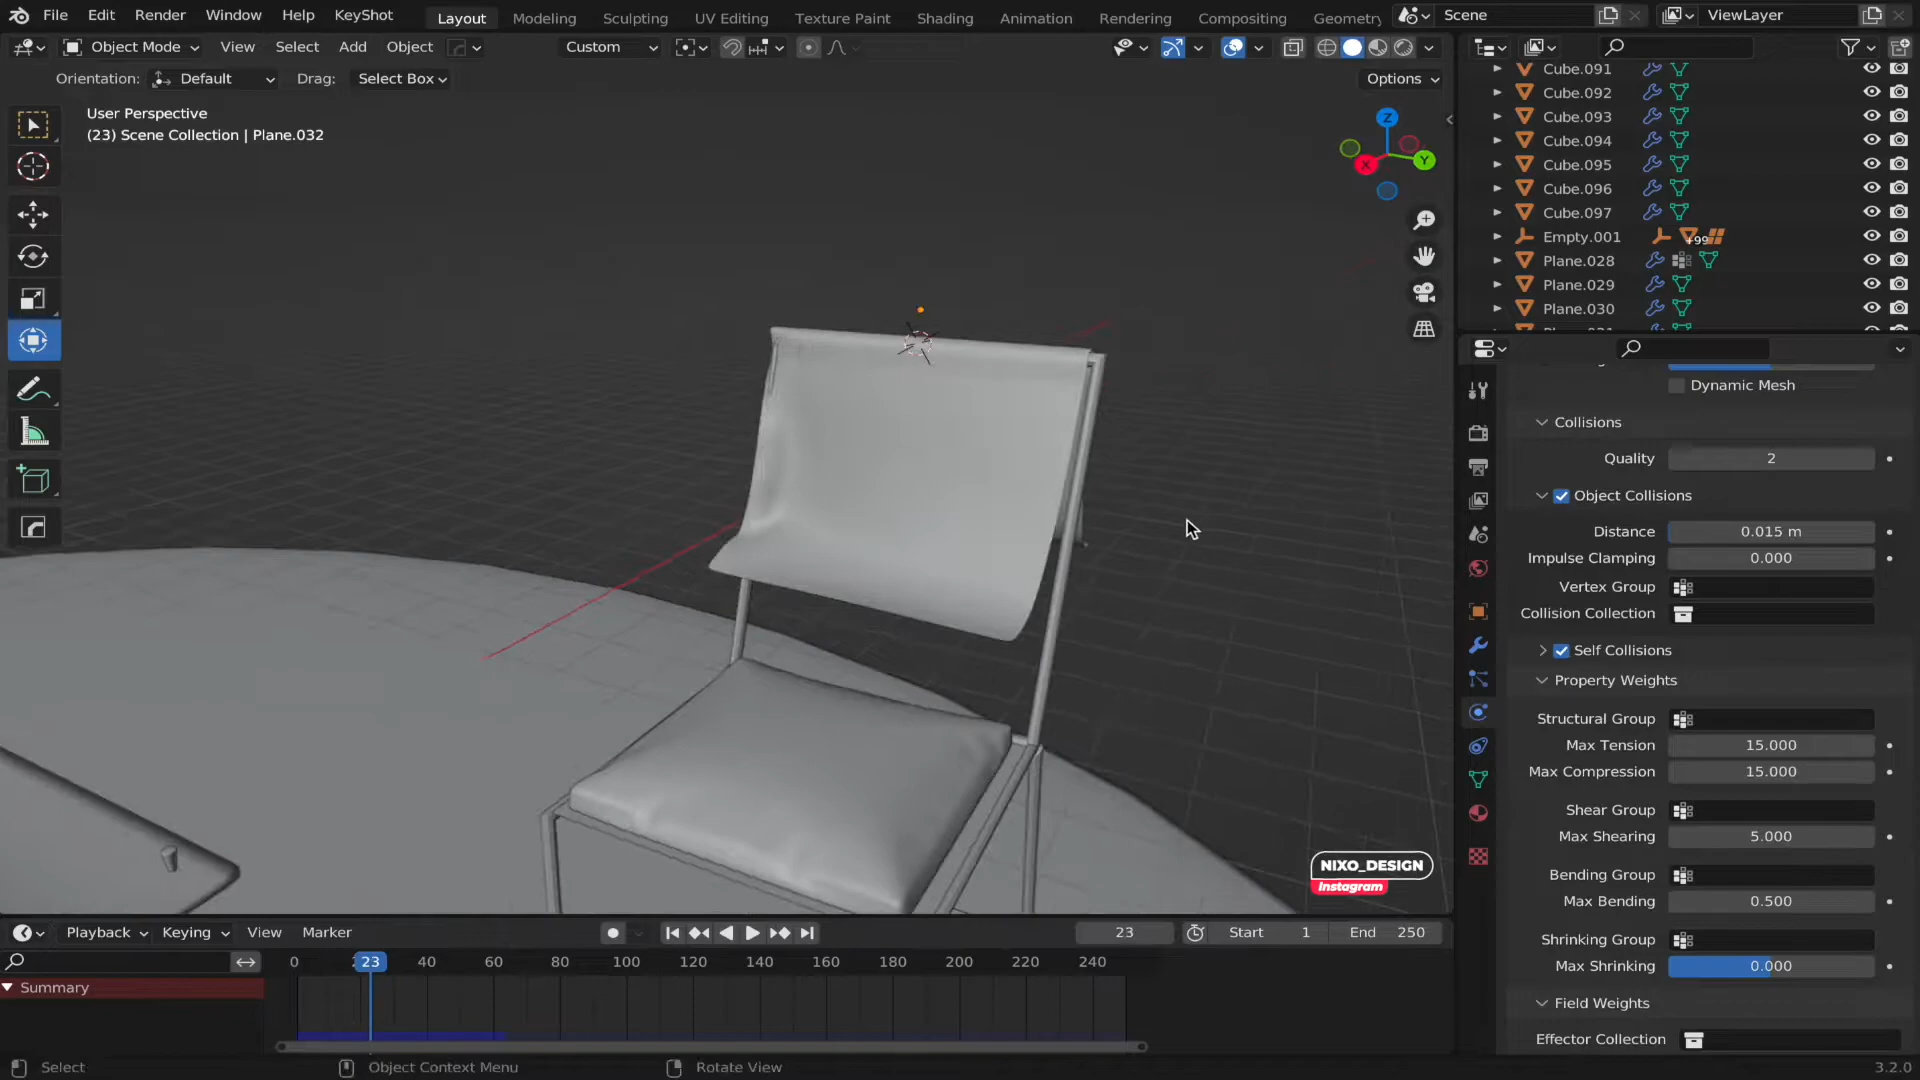 File Edit Render Window Help KeyShot Layout Modeling Sculpting UV Editing Texture Paint Shading Animation Rendering Compositing Scene ViewLayer
Object Mode View Select Add Object Custom
Orientation: Default Drag: Select Box Options
User Perspective
(23) Scene Collection | Plane.032
Z
Y
X
Cube.091
Cube.092
Cube.093
Cube.094
Cube.095
Cube.096
Cube.097
Empty.001 +99
Plane.028
Plane.029
Plane.030
Dynamic Mesh
Collisions
Quality 2
Object Collisions
Distance 0.015 m
Impulse Clamping 0.000
Vertex Group
Collision Collection
Self Collisions
Property Weights
Structural Group
Max Tension 15.000
Max Compression 15.000
Shear Group
Max Shearing 5.000
Bending Group
Max Bending 0.500
Shrinking Group
Max Shrinking 0.000
Field Weights
Effector Collection
NIXO_DESIGN
Instagram
Playback Keying View Marker 23 Start 1 End 250
0 23 40 60 80 100 120 140 160 180 200 220 240
Summary
Select Object Context Menu Rotate View 3.2.0